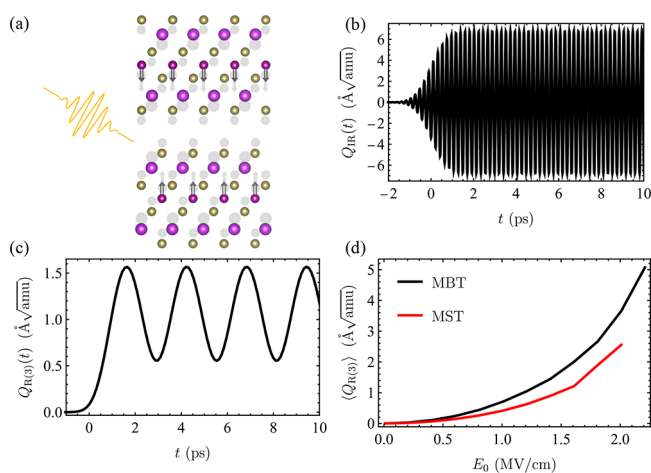 (a)
(b)
Q_IR(t) (Å√amu)
6
4
2
0
−2
−4
−6
−2 0 2 4 6 8 10
t (ps)
(c)
Q_R(3)(t) (Å√amu)
1.5
1.0
0.5
0.0
0 2 4 6 8 10
t (ps)
(d)
⟨Q_R(3)⟩ (Å√amu)
MBT
MST
5
4
3
2
1
0
0.0 0.5 1.0 1.5 2.0
E_0 (MV/cm)